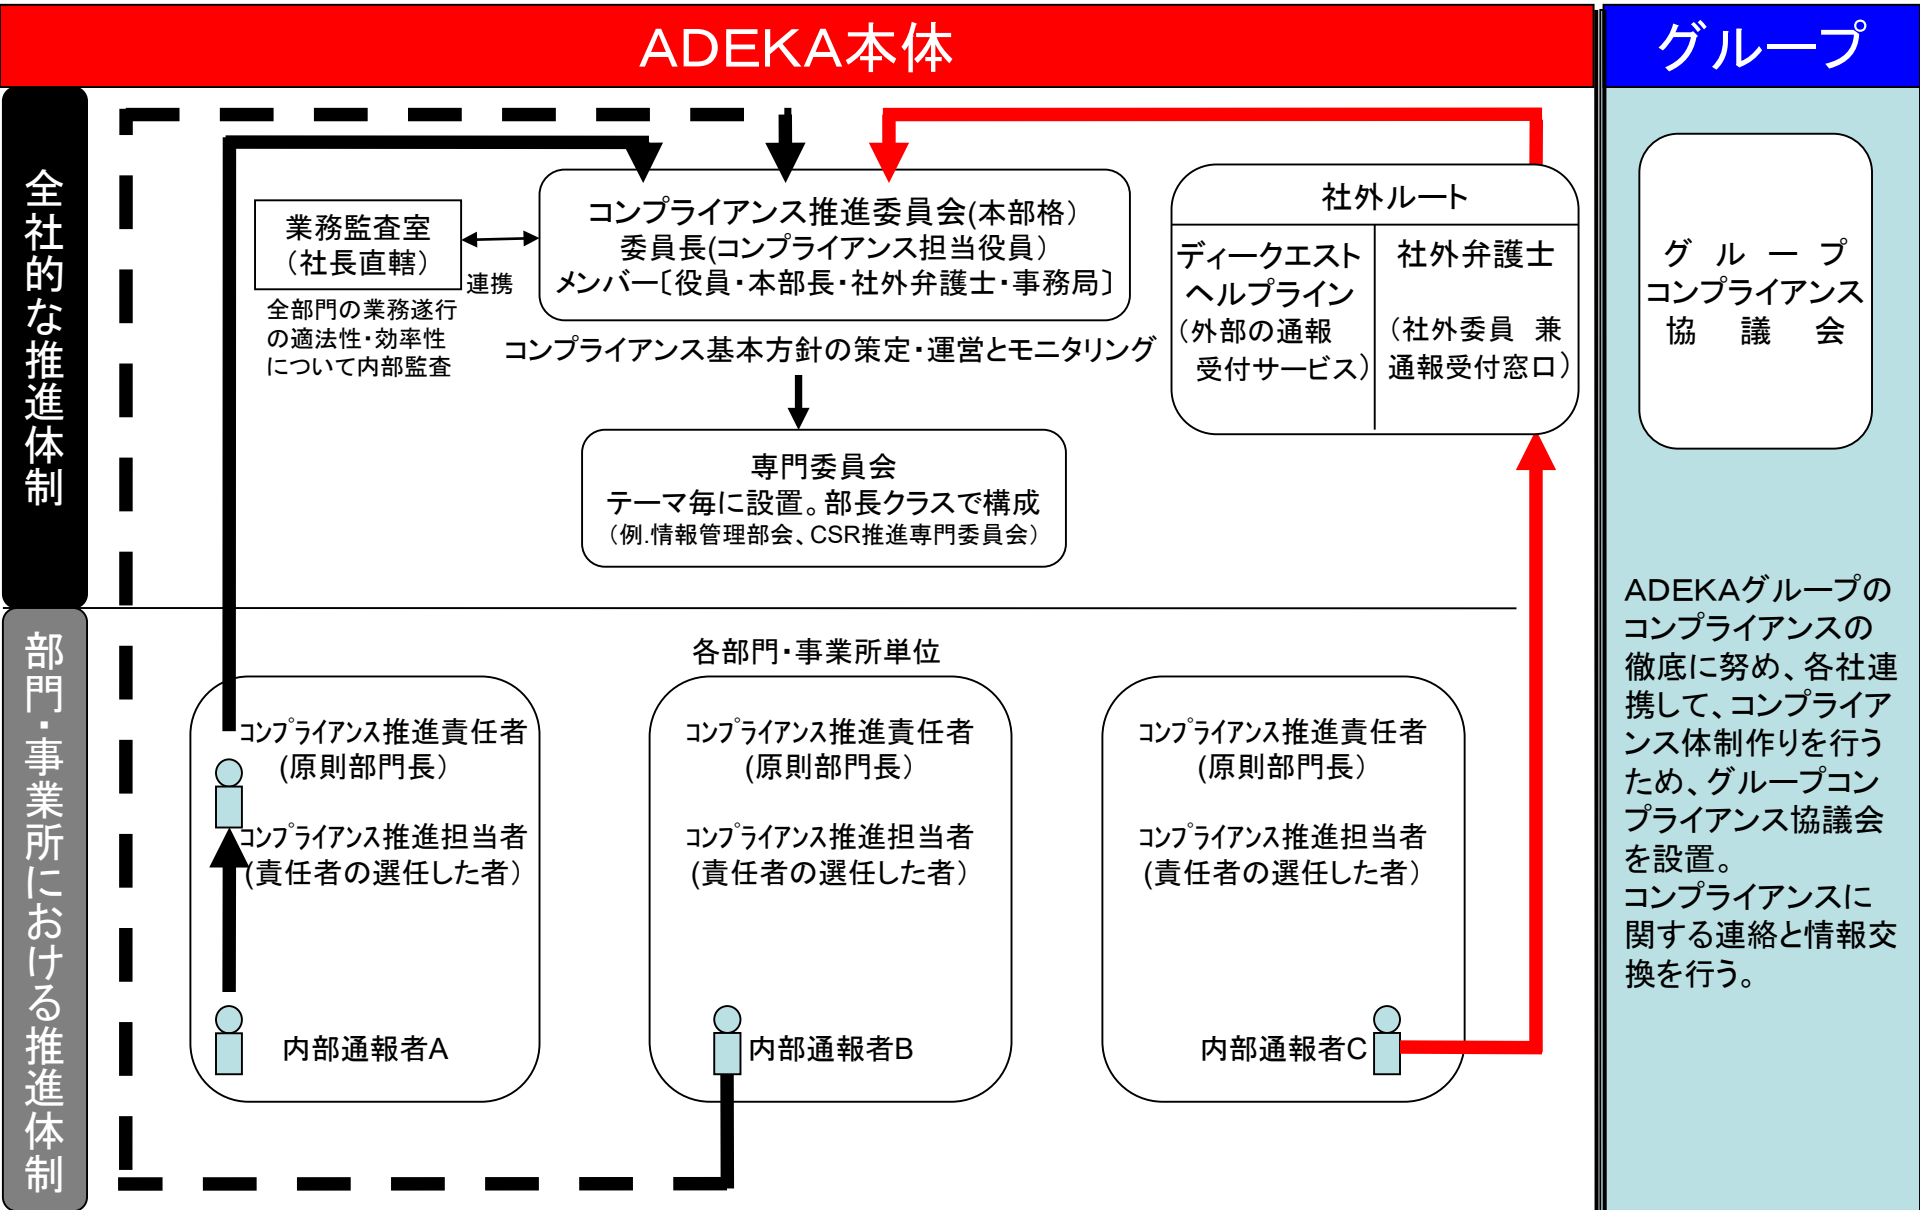 ADEKA本体
グループ
全社的な推進体制
業務監査室
（社長直轄）
連携
全部門の業務遂行
の適法性・効率性
について内部監査
コンプライアンス推進委員会(本部格）
委員長(コンプライアンス担当役員）
メンバー〔役員・本部長・社外弁護士・事務局〕
コンプライアンス基本方針の策定・運営とモニタリング
専門委員会
テーマ毎に設置。部長クラスで構成
（例.情報管理部会、CSR推進専門委員会）
社外ルート
ディークエスト
ヘルプライン
（外部の通報
受付サービス）
社外弁護士
（社外委員 兼
通報受付窓口）
グループ
コンプライアンス
協議会
部門・事業所における推進体制
各部門・事業所単位
コンプライアンス推進責任者
(原則部門長）
コンプライアンス推進担当者
(責任者の選任した者）
内部通報者A
コンプライアンス推進責任者
(原則部門長）
コンプライアンス推進担当者
(責任者の選任した者）
内部通報者B
コンプライアンス推進責任者
(原則部門長）
コンプライアンス推進担当者
(責任者の選任した者）
内部通報者C
ADEKAグループの
コンプライアンスの
徹底に努め、各社連
携して、コンプライア
ンス体制作りを行う
ため、グループコン
プライアンス協議会
を設置。
コンプライアンスに
関する連絡と情報交
換を行う。